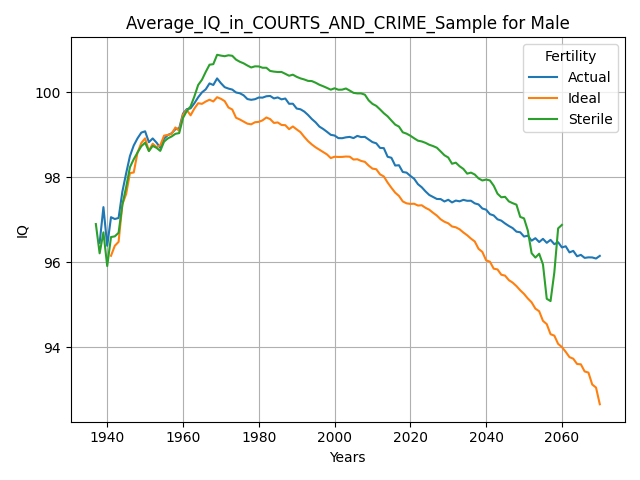 Average_IQ_in_COURTS_AND_CRIME_Sample for Male
Fertility
Actual
Ideal
Sterile
IQ
100
98
96
94
1940
1960
1980
2000
2020
2040
2060
Years